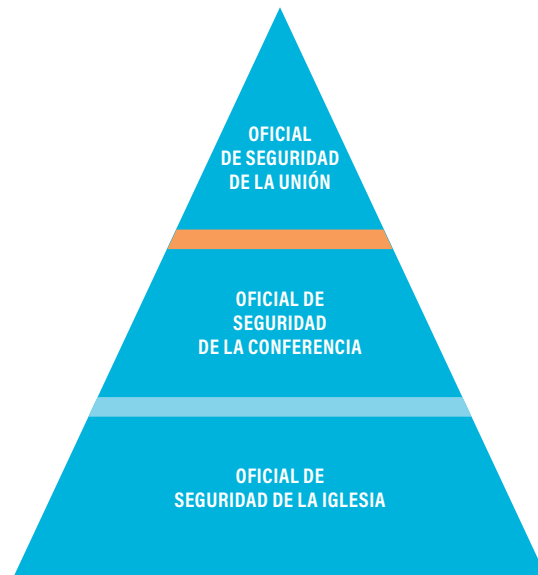 OFICIAL
DE SEGURIDAD
DE LA UNIÓN
OFICIAL DE
SEGURIDAD
DE LA CONFERENCIA
OFICIAL DE
SEGURIDAD DE LA IGLESIA